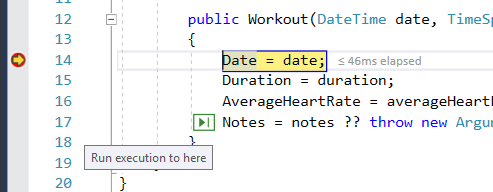 12 public Workout(DateTime date, TimeSp
13 {
14 Date = date; ≤ 46ms elapsed
15 Duration = duration;
16 AverageHeartRate = averageHeart
17 Notes = notes ?? throw new Argu
18 }
Run execution to here
19
20 }